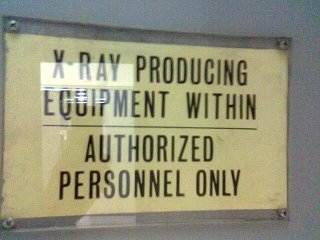 X-RAY PRODUCING
EQUIPMENT WITHIN
AUTHORIZED
PERSONNEL ONLY